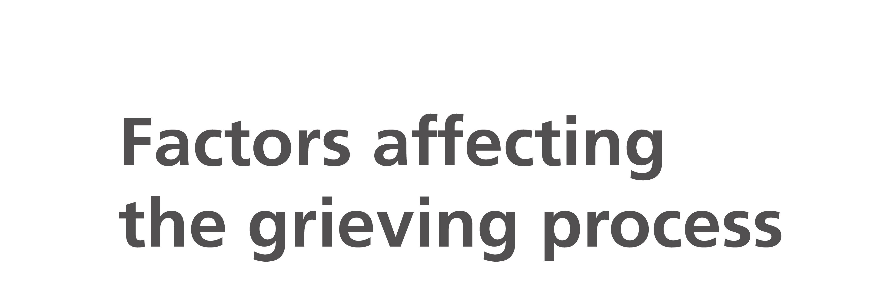 Factors affecting
the grieving process